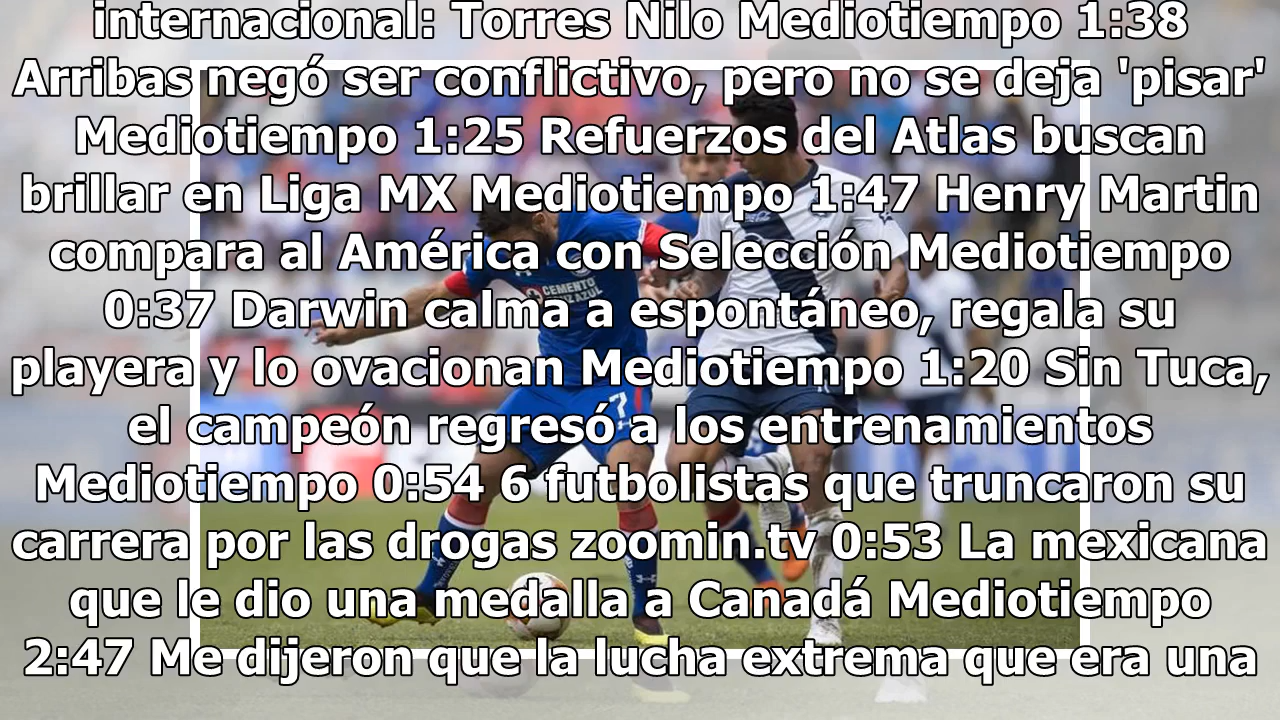 internacional: Torres Nilo Mediotiempo 1:38
Arribas negó ser conflictivo, pero no se deja 'pisar'
Mediotiempo 1:25 Refuerzos del Atlas buscan
brillar en Liga MX Mediotiempo 1:47 Henry Martin
compara al América con Selección Mediotiempo
0:37 Darwin calma a espontáneo, regala su
playera y lo ovacionan Mediotiempo 1:20 Sin Tuca,
el campeón regresó a los entrenamientos
Mediotiempo 0:54 6 futbolistas que truncaron su
carrera por las drogas zoomin.tv 0:53 La mexicana
que le dio una medalla a Canadá Mediotiempo
2:47 Me dijeron que la lucha extrema que era una
CEMENTO
7